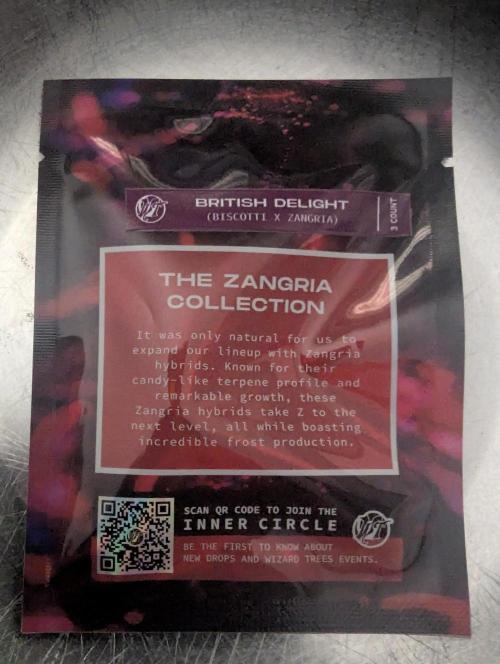 BRITISH DELIGHT
(BISCOTTI X ZANGRIA)
3 COUNT
THE ZANGRIA
COLLECTION
It was only natural for us to
expand our lineup with Zangria
hybrids. Known for their
candy-like terpene profile and
remarkable growth, these
Zangria hybrids take Z to the
next level, all while boasting
incredible frost production.
SCAN QR CODE TO JOIN THE
INNER CIRCLE
BE THE FIRST TO KNOW ABOUT
NEW DROPS AND WIZARD TREES EVENTS.